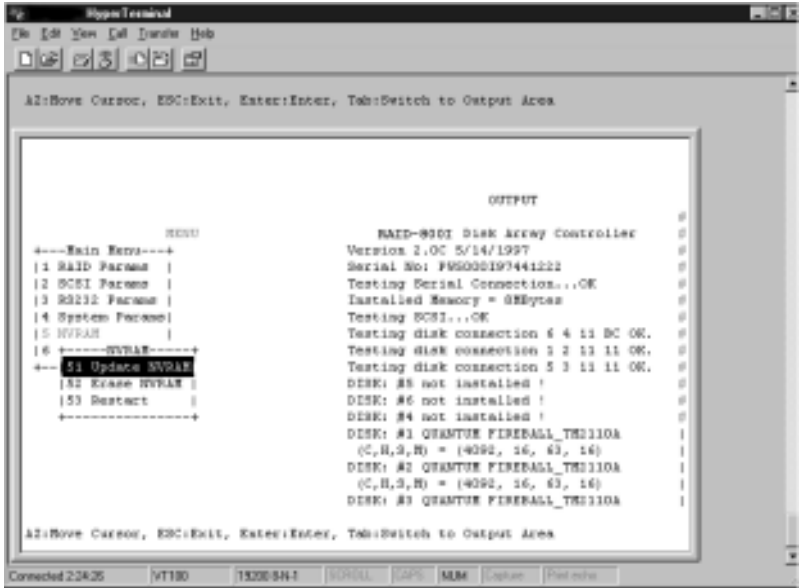 HyperTerminal
File Edit View Call Transfer Help
AZ:Move Cursor, ESC:Exit, Enter:Enter, Tab:Switch to Output Area
OUTPUT
MENU
+---Main Menu---+
|1 RAID Params |
|2 SCSI Params |
|3 RS232 Params |
|4 System Params|
|5 NVRAM |
|6 +-----NVRAM-----+
+-- 51 Update NVRAM
|52 Erase NVRAM |
|53 Restart |
+---------------+
RAID-800I Disk Array Controller
Version 2.0C 5/14/1997
Serial No:
Testing Serial Connection...OK
Installed Memory = 8MBytes
Testing SCSI...OK
Testing disk connection 6 4 11 BC OK.
Testing disk connection 1 2 11 11 OK.
Testing disk connection 5 3 11 11 OK.
DISK: #5 not installed !
DISK: #6 not installed !
DISK: #4 not installed !
DISK: #1 QUANTUM FIREBALL_TM2110A
(C,H,S,M) = (4092, 16, 63, 16)
DISK: #2 QUANTUM FIREBALL_TM2110A
(C,H,S,M) = (4092, 16, 63, 16)
DISK: #3 QUANTUM FIREBALL_TM2110A
AZ:Move Cursor, ESC:Exit, Enter:Enter, Tab:Switch to Output Area
Connected 2:24:26 VT100 19200 8-N-1 SCROLL CAPS NUM Capture Print echo